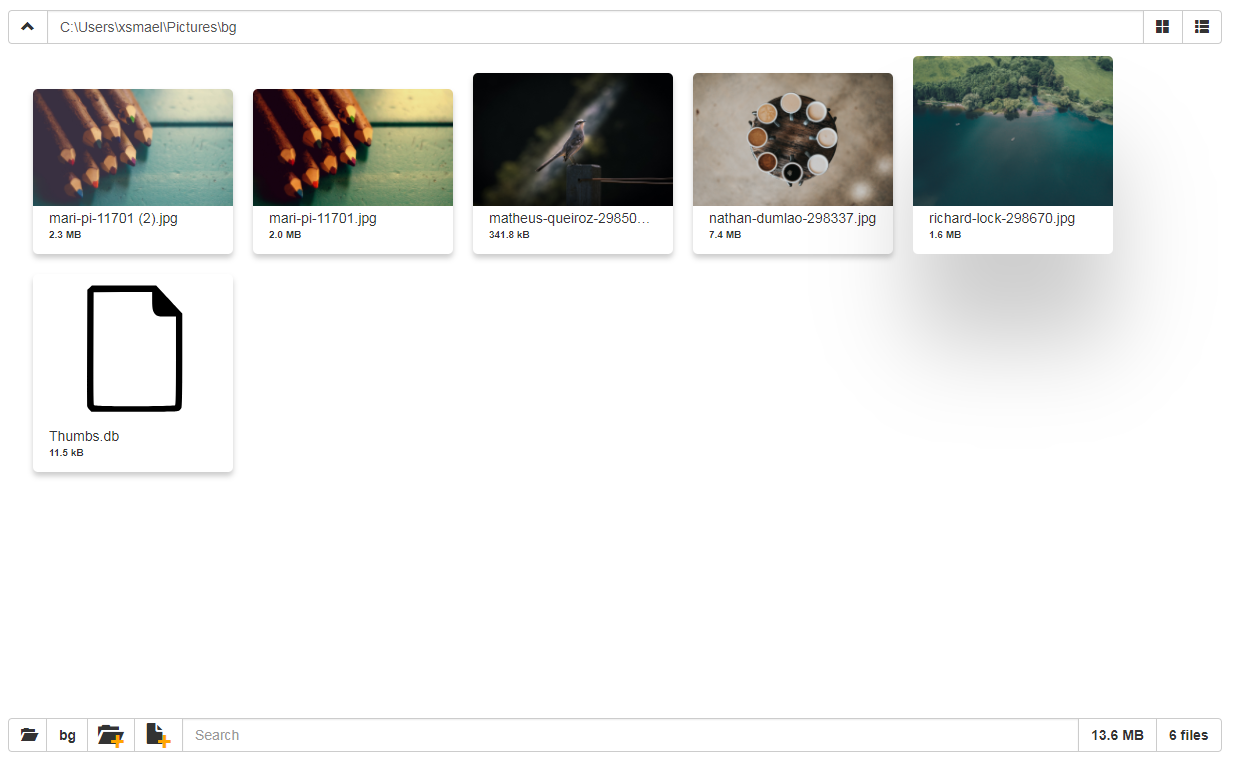 C:\Users\xsmael\Pictures\bg
mari-pi-11701 (2).jpg
2.3 MB
mari-pi-11701.jpg
2.0 MB
matheus-queiroz-29850...
341.8 kB
nathan-dumlao-298337.jpg
7.4 MB
richard-lock-298670.jpg
1.6 MB
Thumbs.db
11.5 kB
bg
Search
13.6 MB
6 files